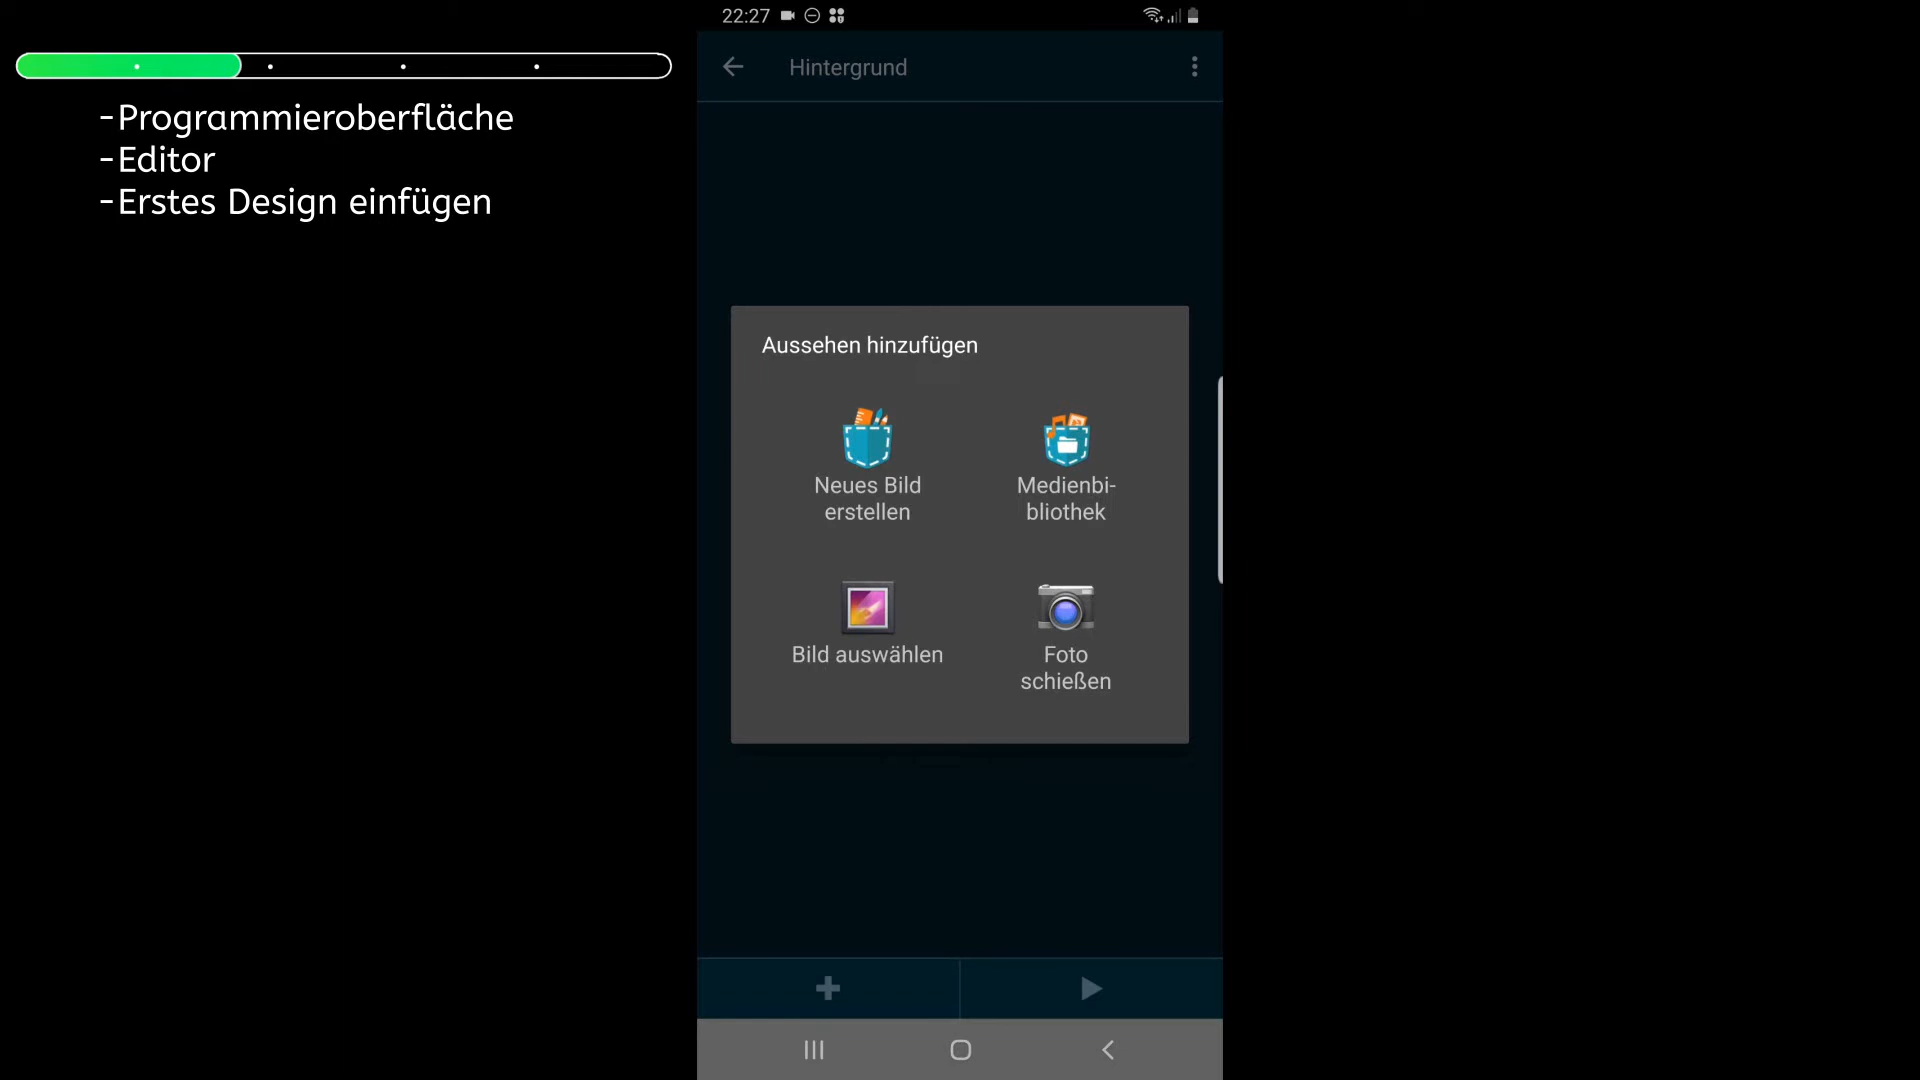 22:27
Hintergrund
-Programmieroberfläche
-Editor
-Erstes Design einfügen
Aussehen hinzufügen
Neues Bild
erstellen
Medienbi-
bliothek
Bild auswählen
Foto
schießen